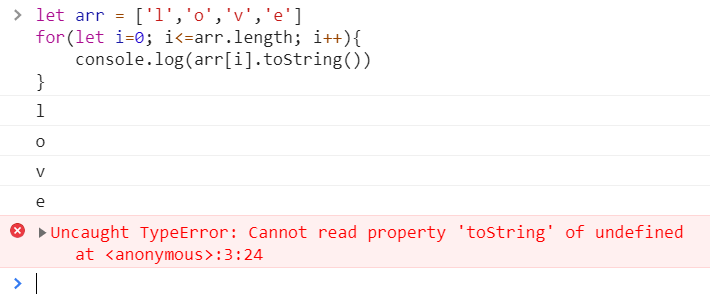 let arr = ['l','o','v','e']
for(let i=0; i<=arr.length; i++){
    console.log(arr[i].toString())
}
l
o
v
e
Uncaught TypeError: Cannot read property 'toString' of undefined
    at <anonymous>:3:24